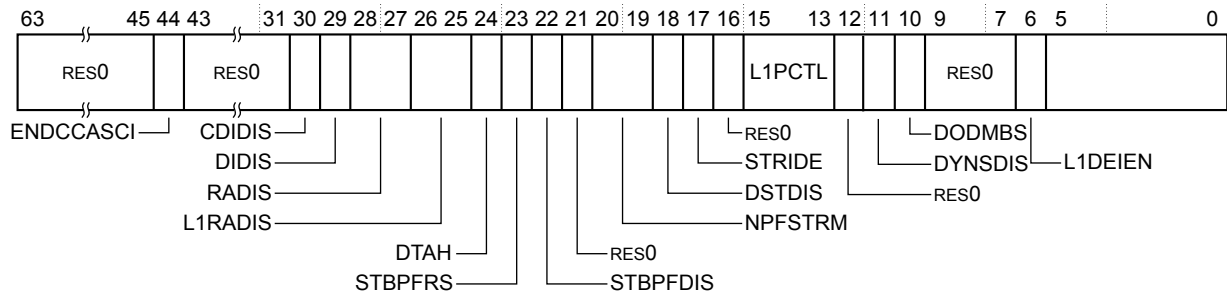 63 45 44 43 31 30 29 28 27 26 25 24 23 22 21 20 19 18 17 16 15 13 12 11 10 9 7 6 5 0
RES0 RES0 L1PCTL RES0
ENDCCASCI CDIDIS RES0 DODMBS
DIDIS STRIDE DYNSDIS L1DEIEN
RADIS DSTDIS RES0
L1RADIS NPFSTRM
DTAH RES0
STBPFRS STBPFDIS